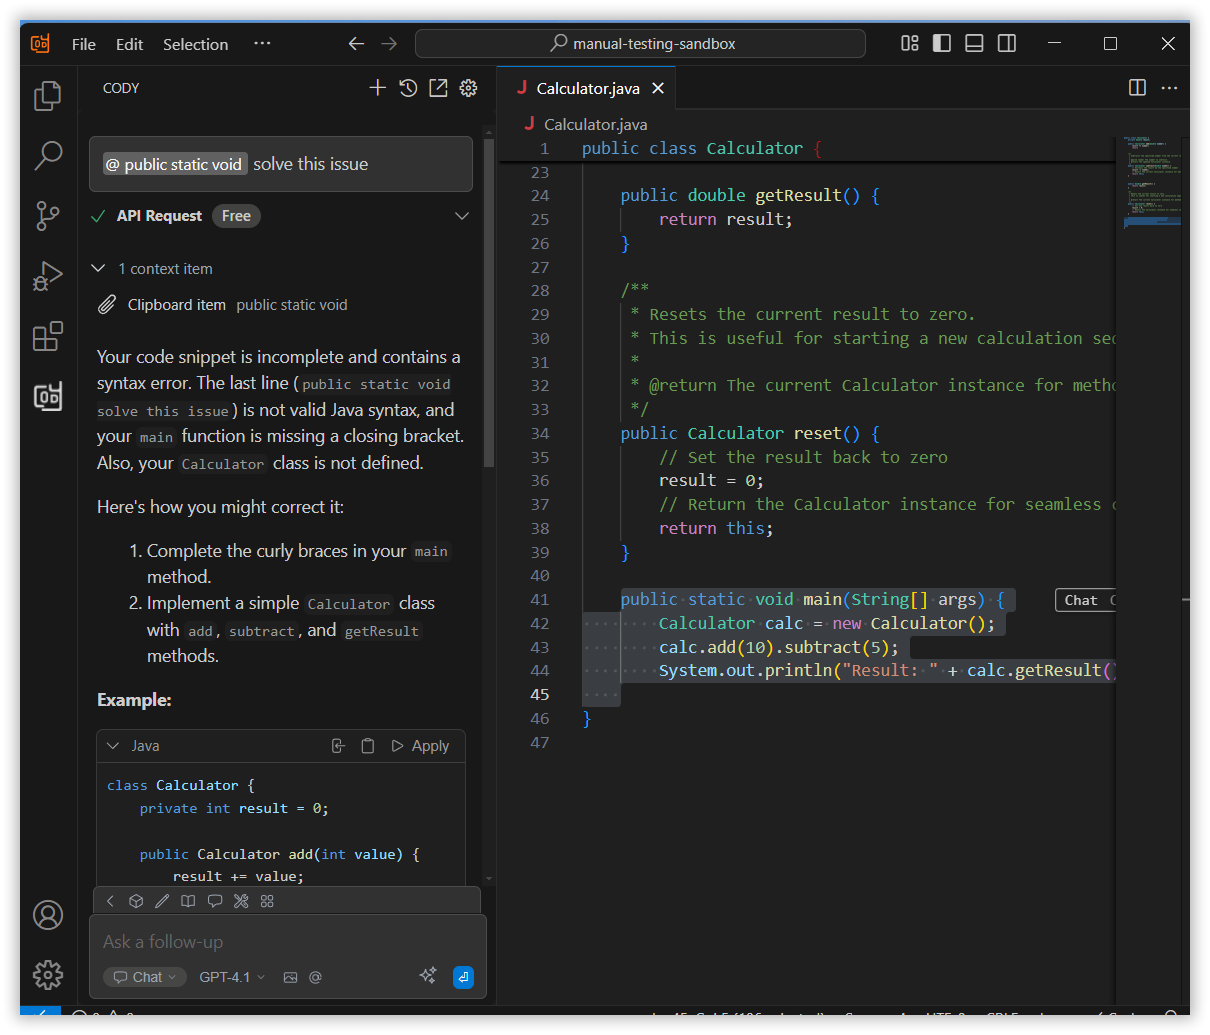 File Edit Selection ··· manual-testing-sandbox
CODY
Calculator.java
@ public static void solve this issue
API Request Free
1 context item
Clipboard item public static void
Your code snippet is incomplete and contains a
syntax error. The last line ( public static void
solve this issue ) is not valid Java syntax, and
your main function is missing a closing bracket.
Also, your Calculator class is not defined.
Here's how you might correct it:
1. Complete the curly braces in your main
method.
2. Implement a simple Calculator class
with add , subtract , and getResult
methods.
Example:
Java Apply
class Calculator {
private int result = 0;
public Calculator add(int value) {
result += value;
Ask a follow-up
Chat GPT-4.1 @
Calculator.java
1 public class Calculator {
23
24 public double getResult() {
25 return result;
26 }
27
28 /**
29 * Resets the current result to zero.
30 * This is useful for starting a new calculation sec
31 *
32 * @return The current Calculator instance for metho
33 */
34 public Calculator reset() {
35 // Set the result back to zero
36 result = 0;
37 // Return the Calculator instance for seamless c
38 return this;
39 }
40
41 public static void main(String[] args) { Chat
42 Calculator calc = new Calculator();
43 calc.add(10).subtract(5);
44 System.out.println("Result: " + calc.getResult()
45
46 }
47